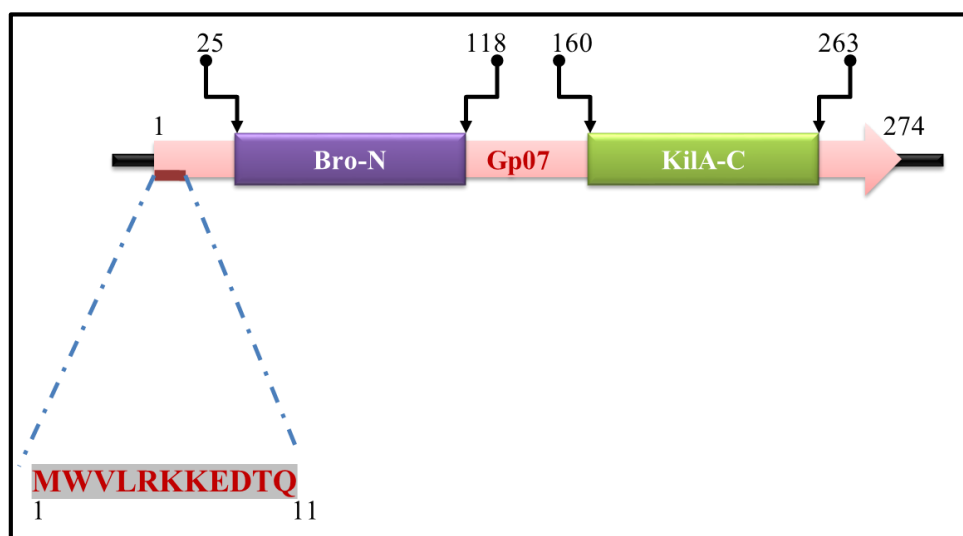 25 118 160 263
1 274
Bro-N Gp07 KilA-C
MWVLRKKEDTQ
1 11